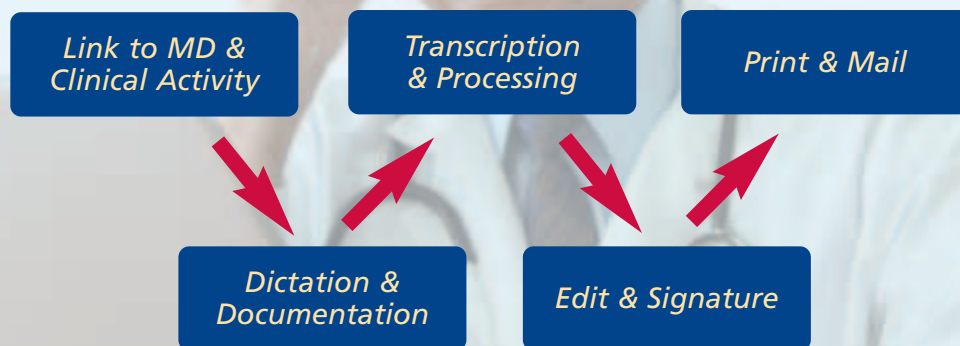 Link to MD &
Clinical Activity
Transcription
& Processing
Print & Mail
Dictation &
Documentation
Edit & Signature